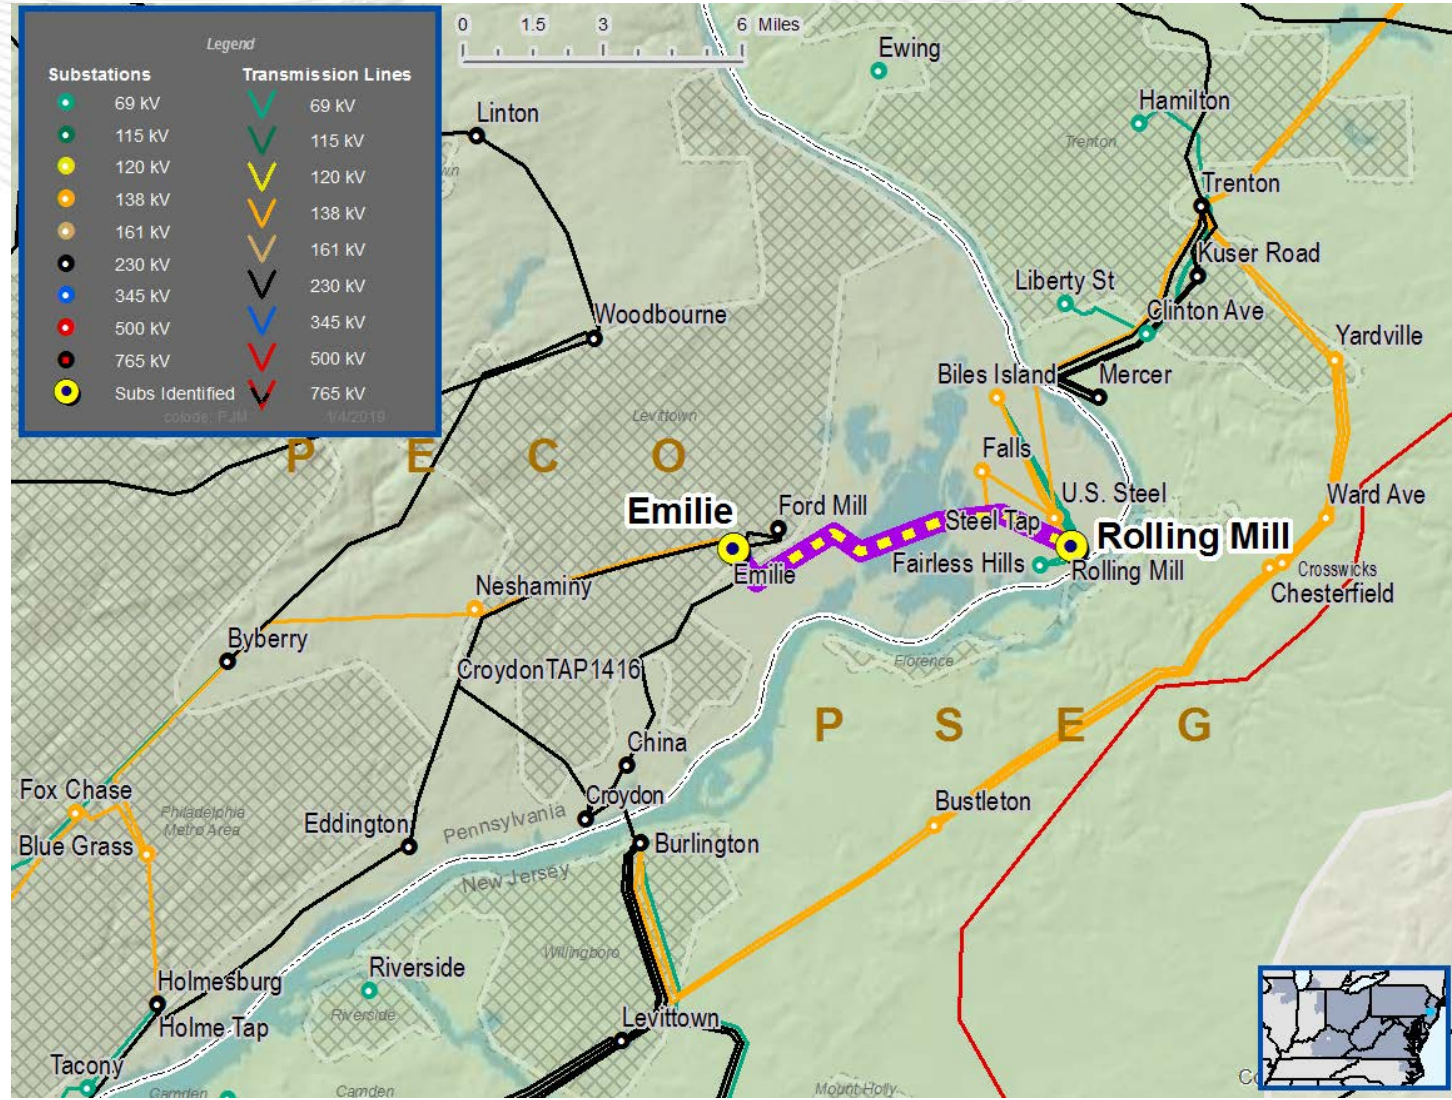 Legend
Substations
Transmission Lines
69 kV
69 kV
115 kV
115 kV
120 kV
120 kV
138 kV
138 kV
161 kV
161 kV
230 kV
230 kV
345 kV
345 kV
500 kV
500 kV
765 kV
765 kV
Subs Identified
1/4/2019
0 1.5 3 6 Miles
Ewing
Linton
Hamilton
Trenton
Trenton
Kuser Road
Liberty St
Clinton Ave
Woodbourne
Yardville
Biles Island
Mercer
Levittown
P E C O
Falls
U.S. Steel
Ward Ave
Emilie
Ford Mill
Steel Tap
Rolling Mill
Fairless Hills
Rolling Mill
Emilie
Crosswicks
Chesterfield
Neshaminy
Byberry
CroydonTAP1416
Florence
P S E G
China
Fox Chase
Croydon
Philadelphia
Metro Area
Eddington
Pennsylvania
Bustleton
Blue Grass
Burlington
New Jersey
Willingboro
Riverside
Holmesburg
Riverside
Levittown
Holme Tap
Tacony
Camden
Camden
Mount Holly